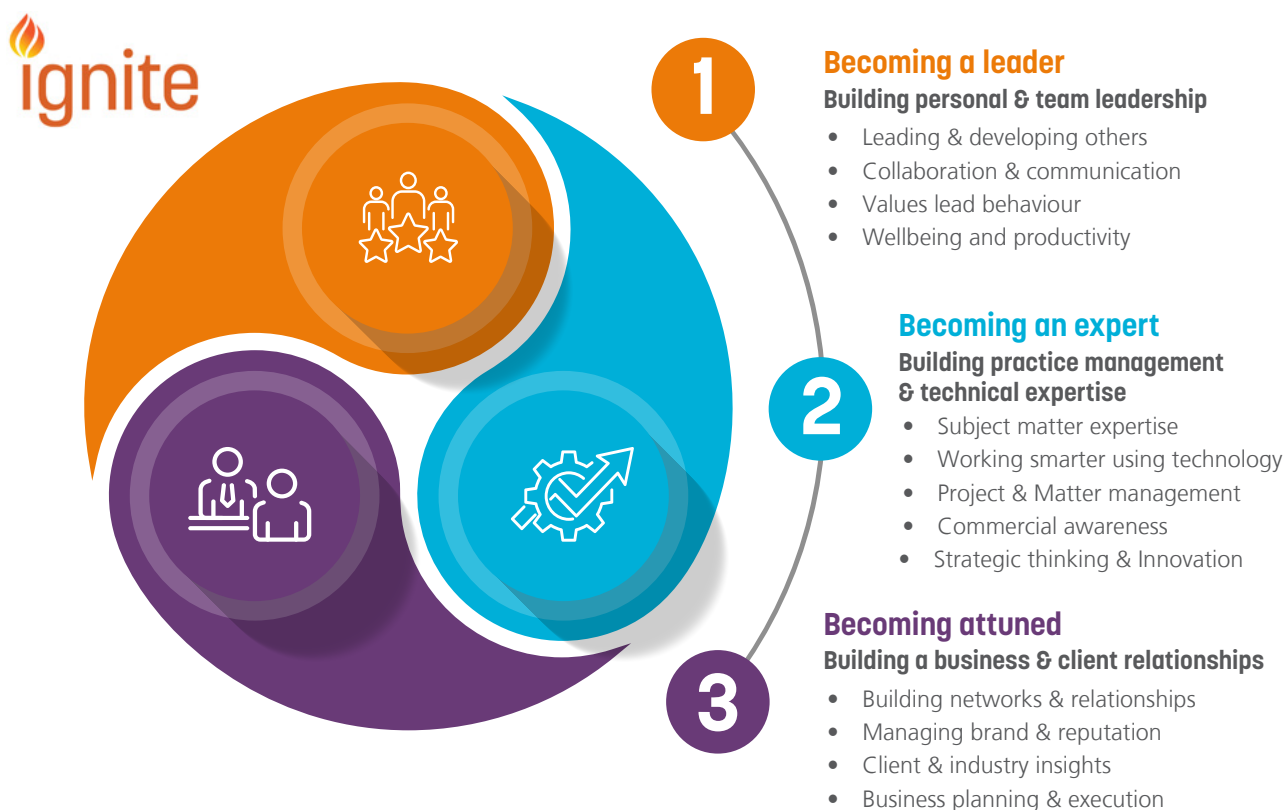 ignite
1
Becoming a leader
Building personal & team leadership
• Leading & developing others
• Collaboration & communication
• Values lead behaviour
• Wellbeing and productivity
2
Becoming an expert
Building practice management
& technical expertise
• Subject matter expertise
• Working smarter using technology
• Project & Matter management
• Commercial awareness
• Strategic thinking & Innovation
3
Becoming attuned
Building a business & client relationships
• Building networks & relationships
• Managing brand & reputation
• Client & industry insights
• Business planning & execution